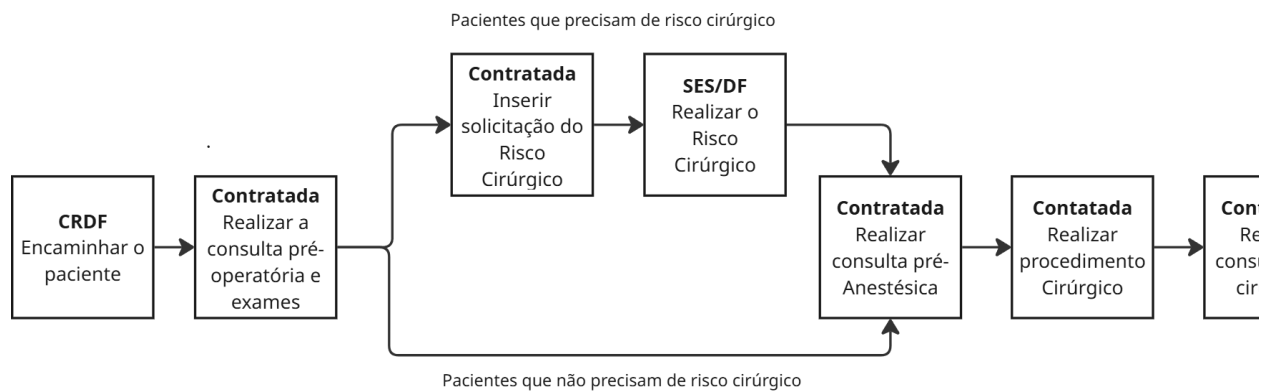 Pacientes que precisam de risco cirúrgico
Contratada
Inserir
solicitação do
Risco
Cirúrgico
SES/DF
Realizar o
Risco
Cirúrgico
CRDF
Encaminhar o
paciente
Contratada
Realizar a
consulta pré-
operatória e
exames
Contratada
Realizar
consulta pré-
Anestésica
Contatada
Realizar
procedimento
Cirúrgico
Pacientes que não precisam de risco cirúrgico